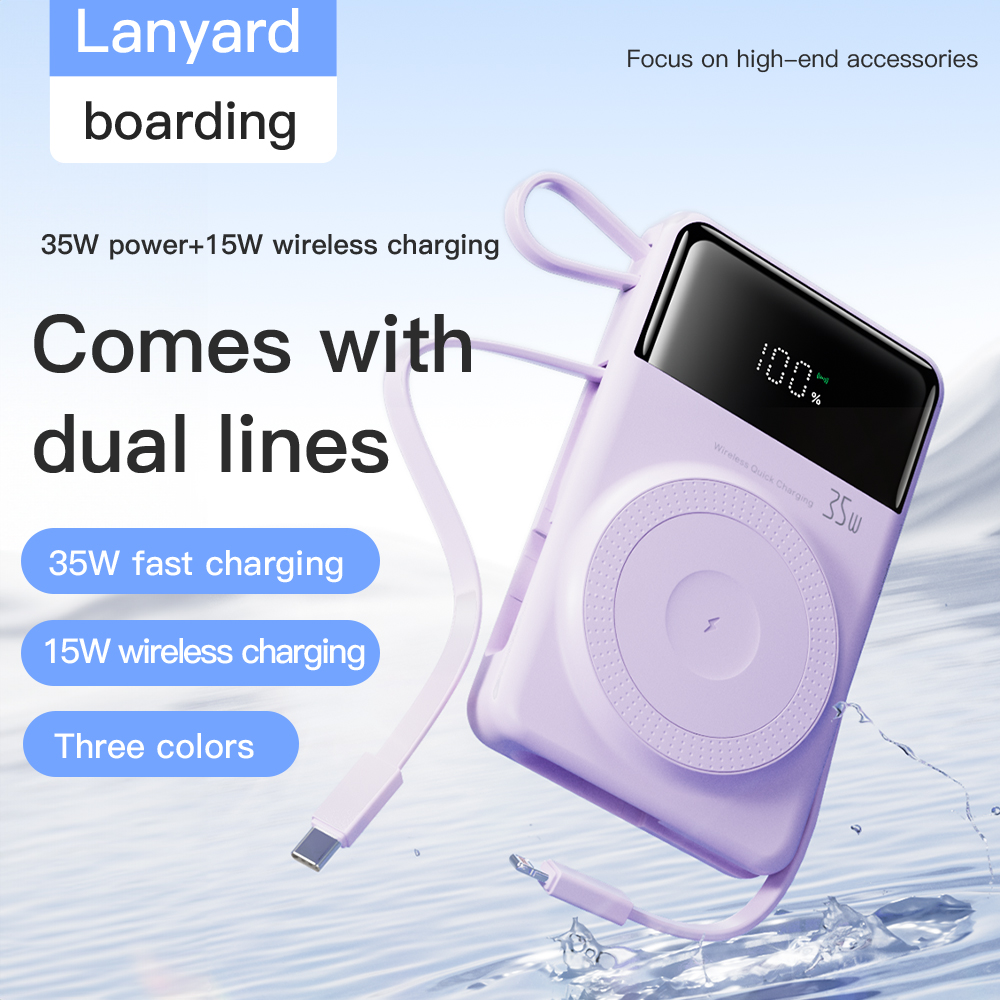 Lanyard
boarding
Focus on high-end accessories
35W power+15W wireless charging
Comes with
dual lines
35W fast charging
15W wireless charging
Three colors
100%
Wireless Quick Charging
35W